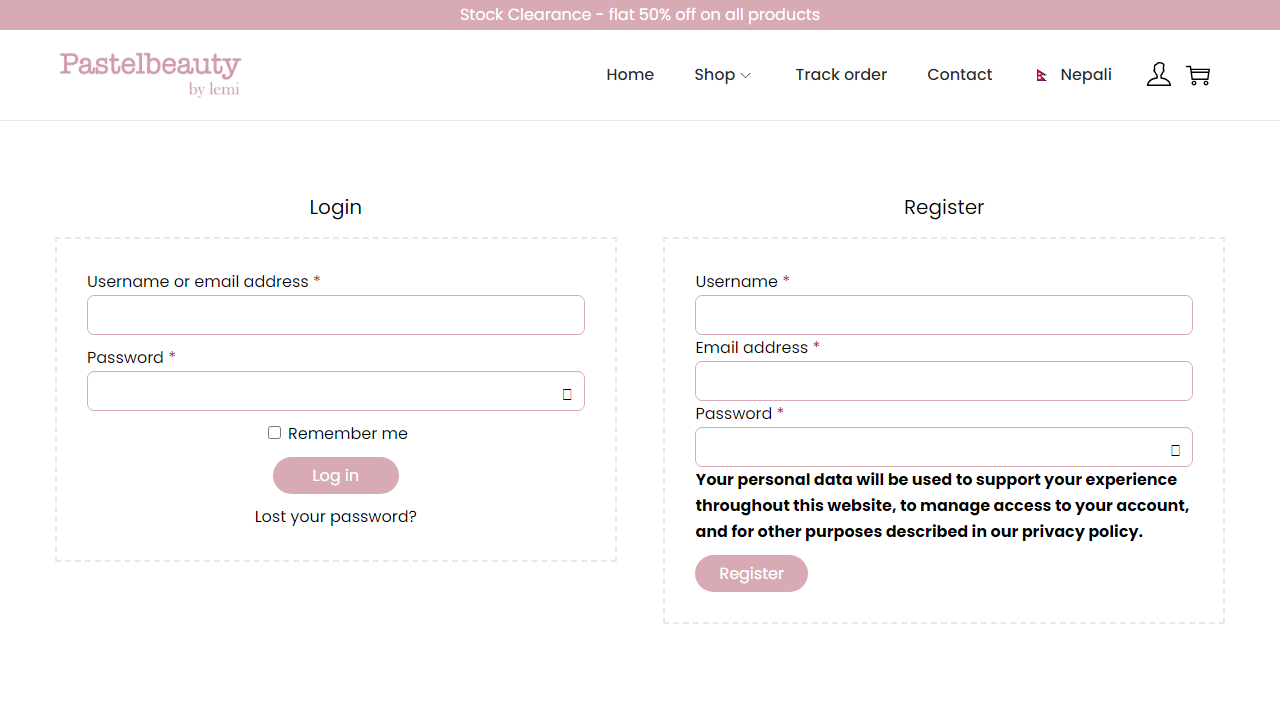 Stock Clearance - flat 50% off on all products
Pastelbeauty
by lemi
Home
Shop
Track order
Contact
Nepali
Login
Username or email address *
Password *
Remember me
Log in
Lost your password?
Register
Username *
Email address *
Password *
Your personal data will be used to support your experience
throughout this website, to manage access to your account,
and for other purposes described in our privacy policy.
Register